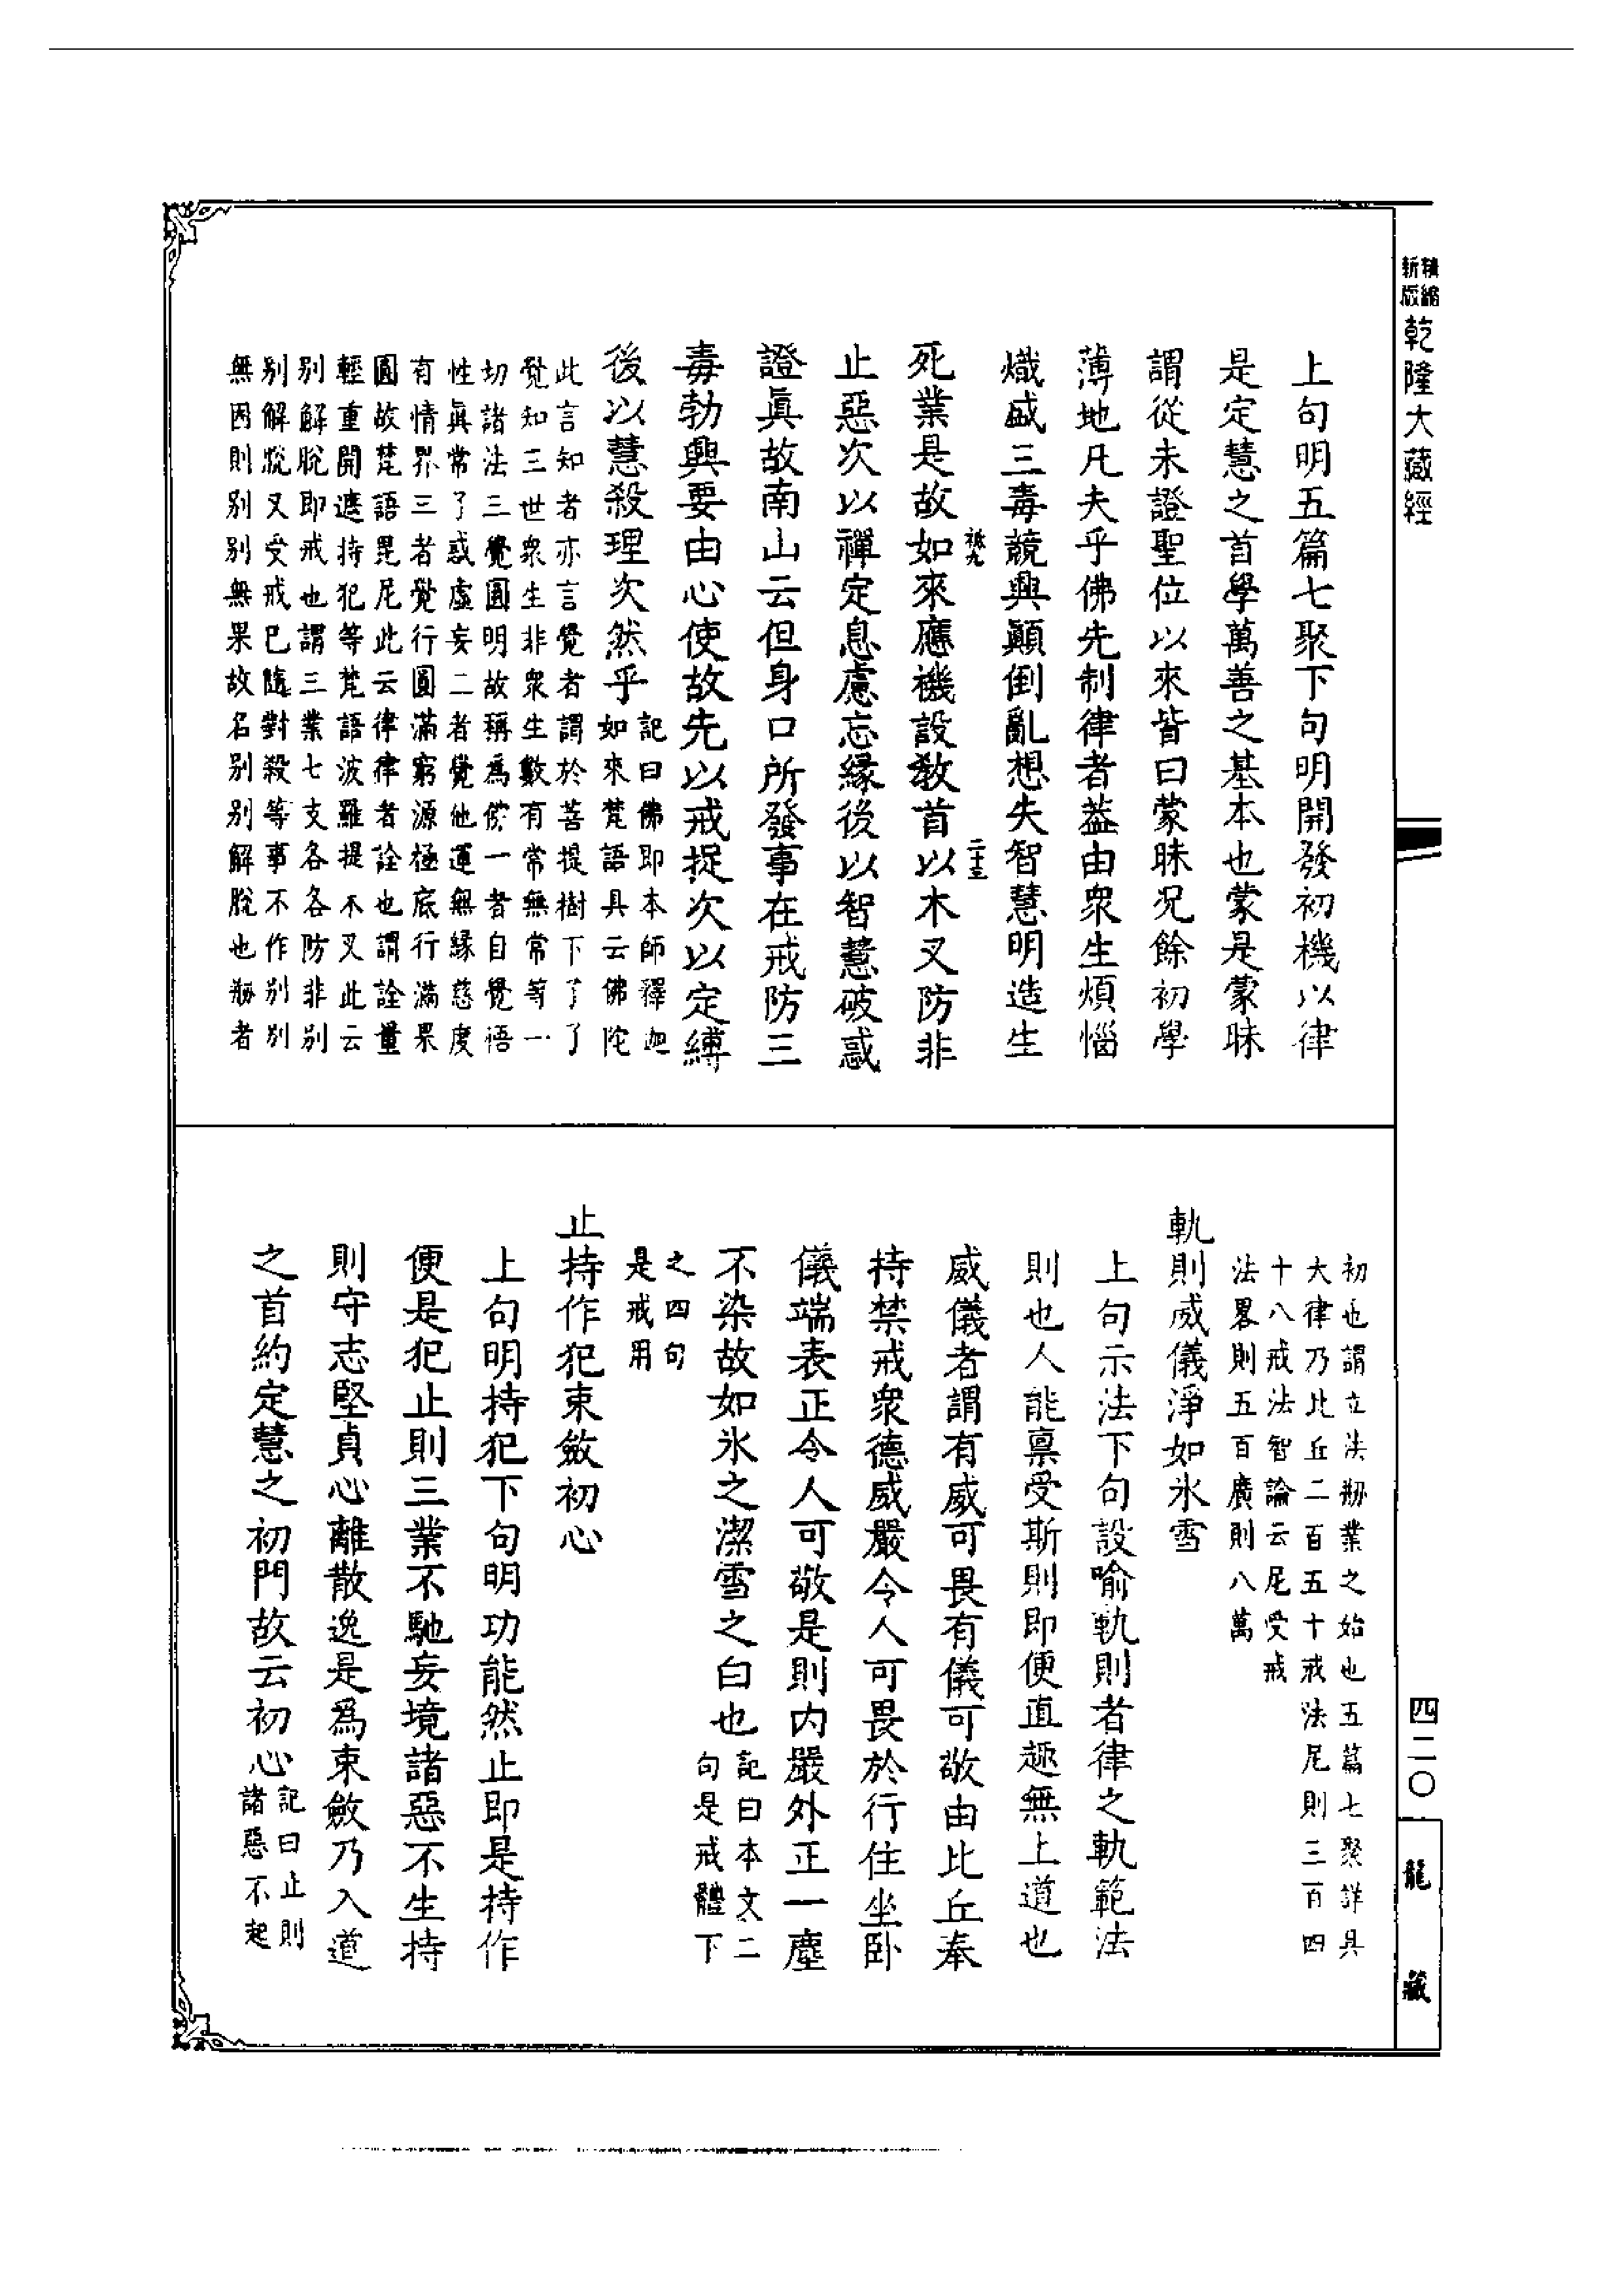 精縮
新版
乾隆大藏經
上句明五篇七聚下句明開發初機以律
是定慧之首學萬善之基本也蒙是蒙昧
謂從未證聖位以來皆曰蒙昧況餘初學
薄地凡夫乎佛先制律者葢由衆生煩惱
熾盛三毒競興顚倒亂想失智慧明造生
死業是故如來應機設教首以木叉防非
止惡次以禪定息慮忘緣後以智慧破惑
證眞故南山云但身口所發事在戒防三
毒勃興要由心使故先以戒捉次以定縛
後以慧殺理次然乎
記曰佛即本師釋迦
如來梵語具云佛陀
此言知者亦言覺者謂於菩提樹下了了
覺知三世衆生非衆生數有常無常等一
切諸法三覺圓明故稱為佛一者自覺悟
性眞常了惑虛妄二者覺他運無緣慈度
有情界三者覺行圓滿窮源極底行滿果
圓故梵語毘尼此云律律者詮也謂詮量
輕重開遮持犯等梵語波羅提木叉此云
別解脫即戒也謂三業七支各各防非別
別解脫又受戒已隨對殺等事不作別別
無因則別別無果故名別別解脫也剏者
初也謂立法剏業之始也五篇七聚詳具
大律乃比丘二百五十戒法尼則三百四
十八戒法智論云尼受戒
法畧則五百廣則八萬
軌則威儀淨如氷雪
上句示法下句設喻軌則者律之軌範法
則也人能稟受斯則即便直趣無上道也
威儀者謂有威可畏有儀可敬由比丘奉
持禁戒衆德威嚴令人可畏於行住坐卧
儀端表正令人可敬是則内嚴外正一塵
不染故如氷之潔雪之白也
記曰本文二
句是戒體下
之四句
是戒用
止持作犯束斂初心
上句明持犯下句明功能然止即是持作
便是犯止則三業不馳妄境諸惡不生持
則守志堅貞心離散逸是爲束斂乃入道
之首約定慧之初門故云初心
記曰止則
諸惡不起
四二〇
龍藏